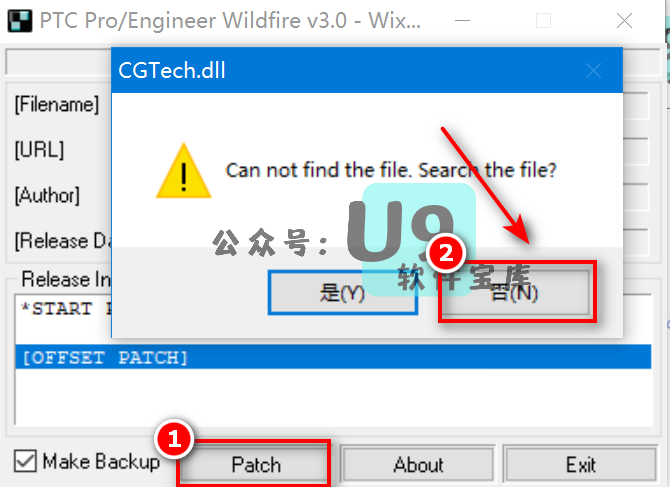 PTC Pro/Engineer Wildfire v3.0 - Wix...
CGTech.dll
[Filename]
Can not find the file. Search the file?
[URL]
[Author]
公众号: U9
软件宝库
[Release Da
2
Release In
是(Y)
否(N)
*START
[OFFSET PATCH]
1
Make Backup
Patch
About
Exit